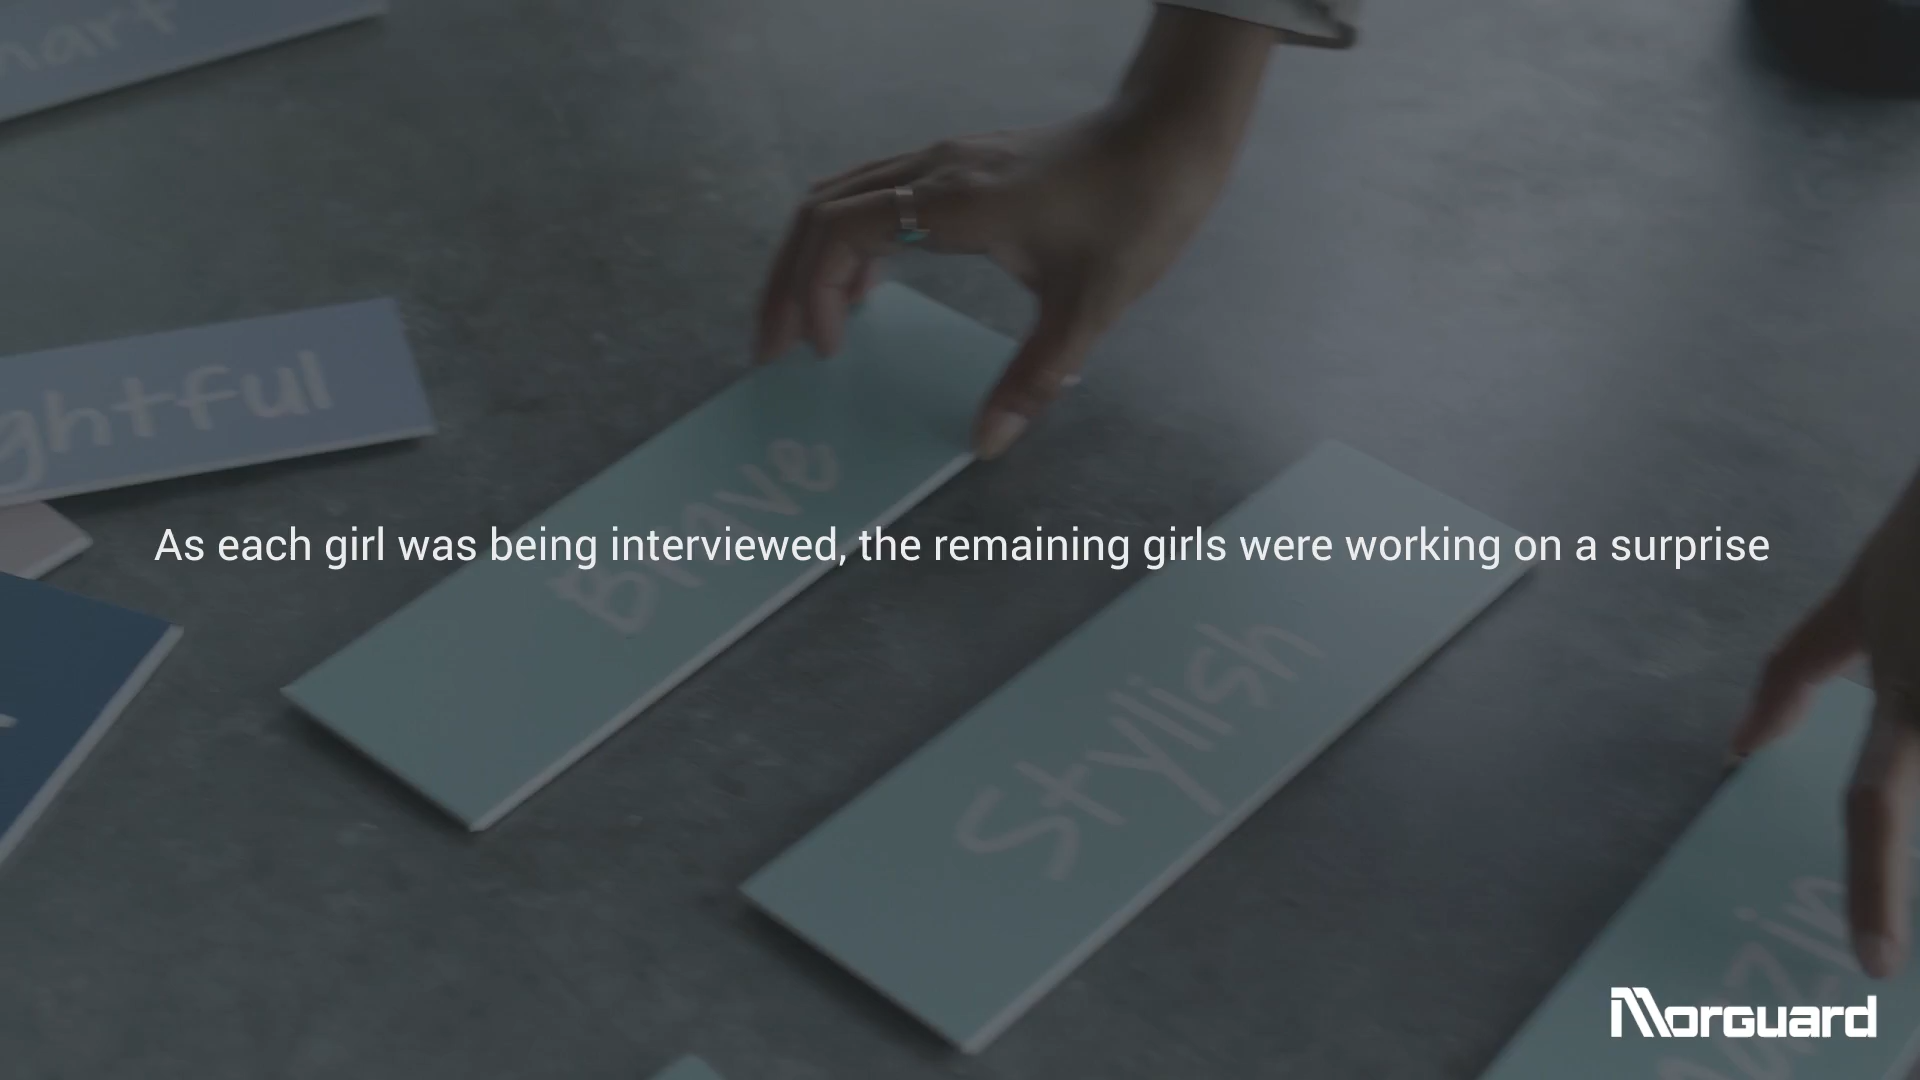 As each girl was being interviewed, the remaining girls were working on a surprise
Brave
Stylish
Morguard